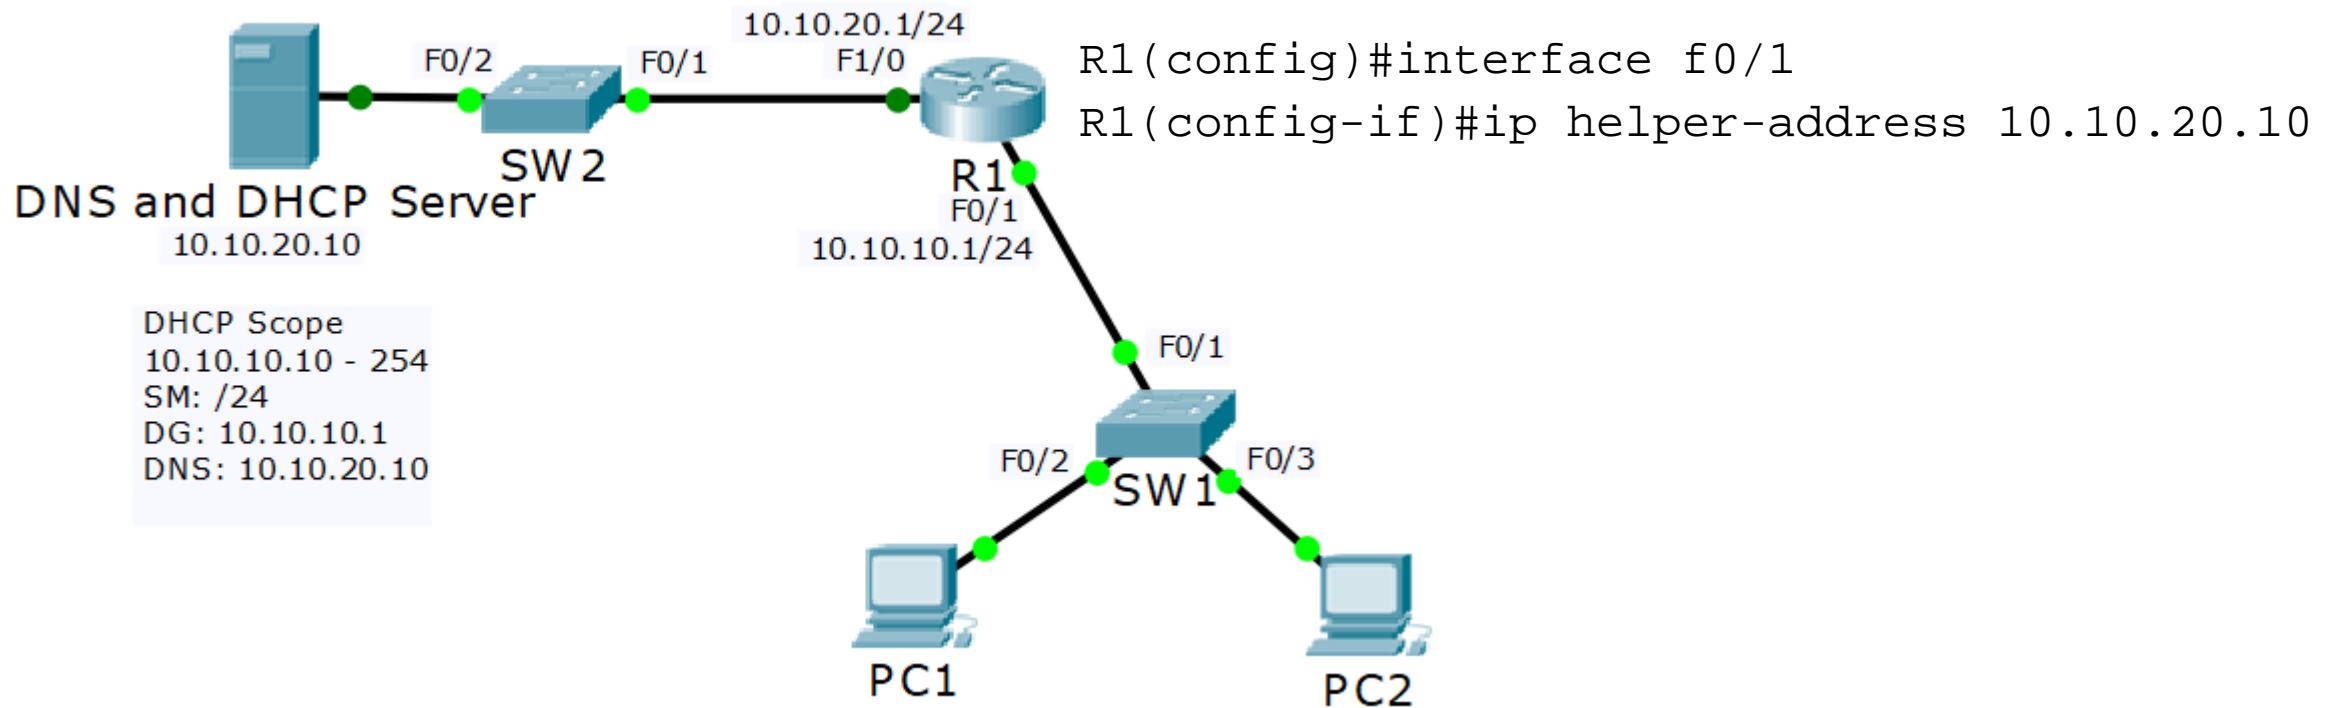 10.10.20.1/24
F0/2
F0/1
F1/0
R1(config)#interface f0/1
R1(config-if)#ip helper-address 10.10.20.10
SW2
R1
DNS and DHCP Server
F0/1
10.10.20.10
10.10.10.1/24
DHCP Scope
10.10.10.10 - 254
SM: /24
DG: 10.10.10.1
DNS: 10.10.20.10
F0/1
F0/2
F0/3
SW1
PC1
PC2